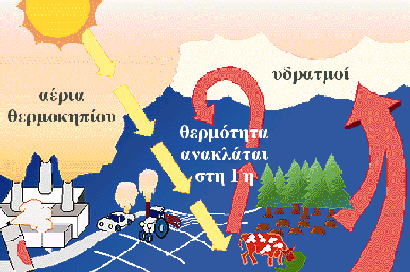 αέρια
θερμοκηπίου
υδρατμοί
θερμότητα
ανακλάται
στη Γη